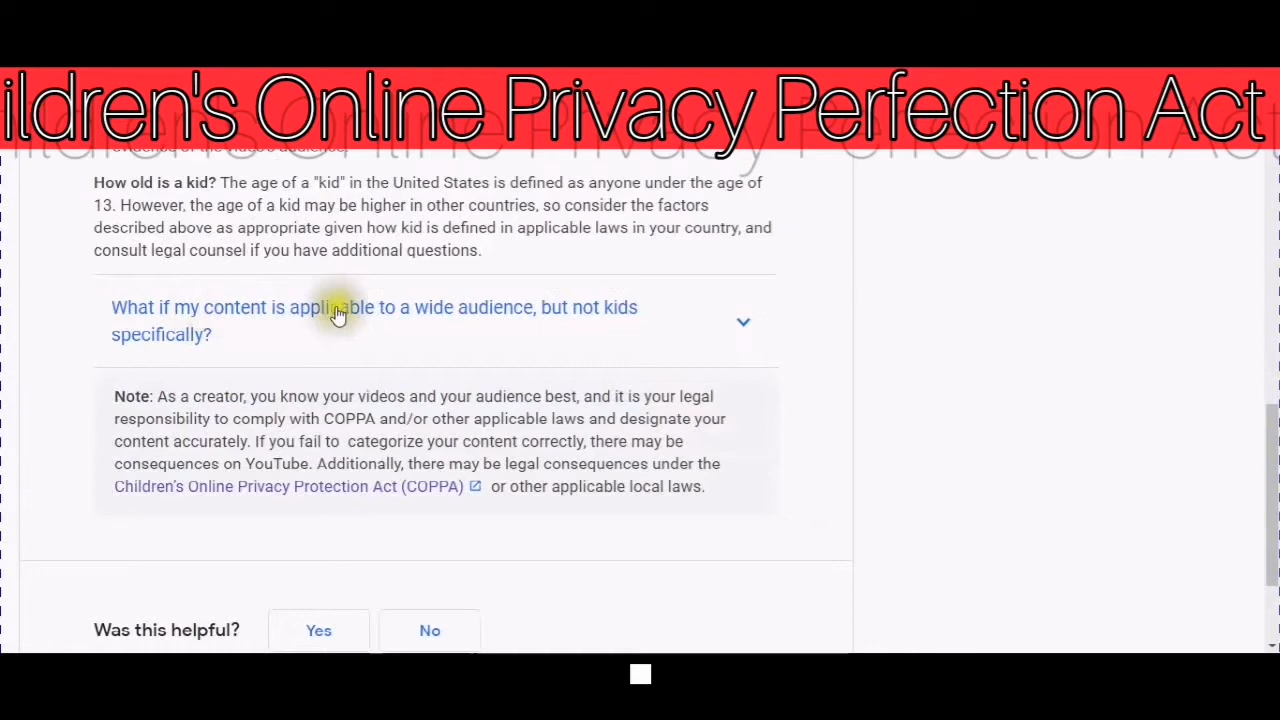 ildren's Online Privacy Perfection Act
evidence of the video's audience.
How old is a kid? The age of a "kid" in the United States is defined as anyone under the age of
13. However, the age of a kid may be higher in other countries, so consider the factors
described above as appropriate given how kid is defined in applicable laws in your country, and
consult legal counsel if you have additional questions.
What if my content is applicable to a wide audience, but not kids
specifically?
Note: As a creator, you know your videos and your audience best, and it is your legal
responsibility to comply with COPPA and/or other applicable laws and designate your
content accurately. If you fail to categorize your content correctly, there may be
consequences on YouTube. Additionally, there may be legal consequences under the
Children's Online Privacy Protection Act (COPPA) or other applicable local laws.
Was this helpful?
Yes
No